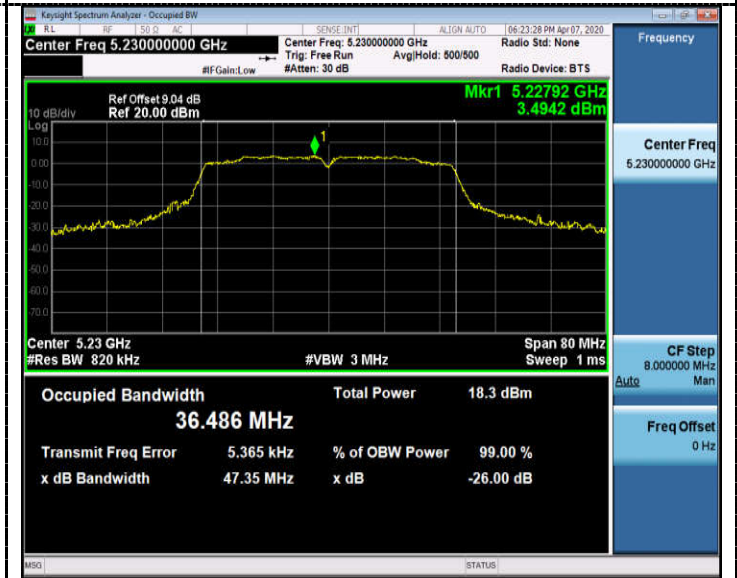 Keysight Spectrum Analyzer - Occupied BW
RL RF 50 Ω AC SENSE:INT ALIGN AUTO 06:23:28 PM Apr 07, 2020
Center Freq 5.230000000 GHz
Center Freq: 5.230000000 GHz
Radio Std: None
Trig: Free Run Avg|Hold: 500/500
#IFGain:Low #Atten: 30 dB Radio Device: BTS
Frequency
Ref Offset 9.04 dB
Mkr1 5.22792 GHz
10 dB/div Ref 20.00 dBm 3.4942 dBm
Log
10.0
0.00
-10.0
-20.0
-30.0
-40.0
-50.0
-60.0
-70.0
1
Center 5.23 GHz Span 80 MHz
#Res BW 820 kHz #VBW 3 MHz Sweep 1 ms
Occupied Bandwidth Total Power 18.3 dBm
36.486 MHz
Transmit Freq Error 5.365 kHz % of OBW Power 99.00 %
x dB Bandwidth 47.35 MHz x dB -26.00 dB
Center Freq
5.230000000 GHz
CF Step
8.000000 MHz
Auto Man
Freq Offset
0 Hz
MSG STATUS